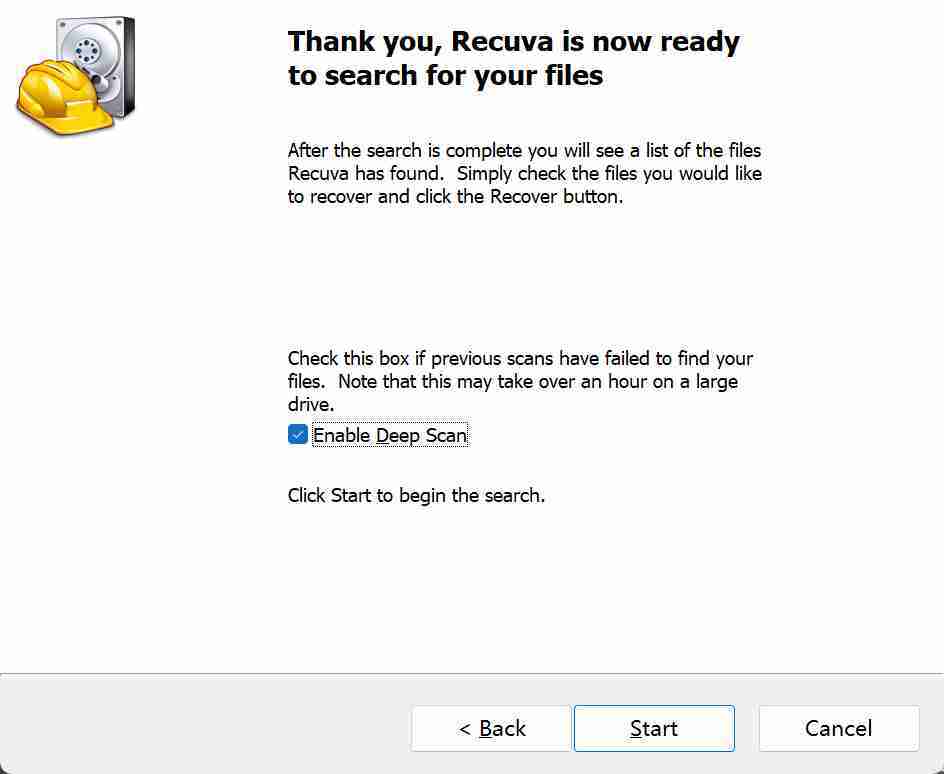 Thank you, Recuva is now ready
to search for your files
After the search is complete you will see a list of the files
Recuva has found.  Simply check the files you would like
to recover and click the Recover button.
Check this box if previous scans have failed to find your
files.  Note that this may take over an hour on a large
drive.
Enable Deep Scan
Click Start to begin the search.
< Back
Start
Cancel